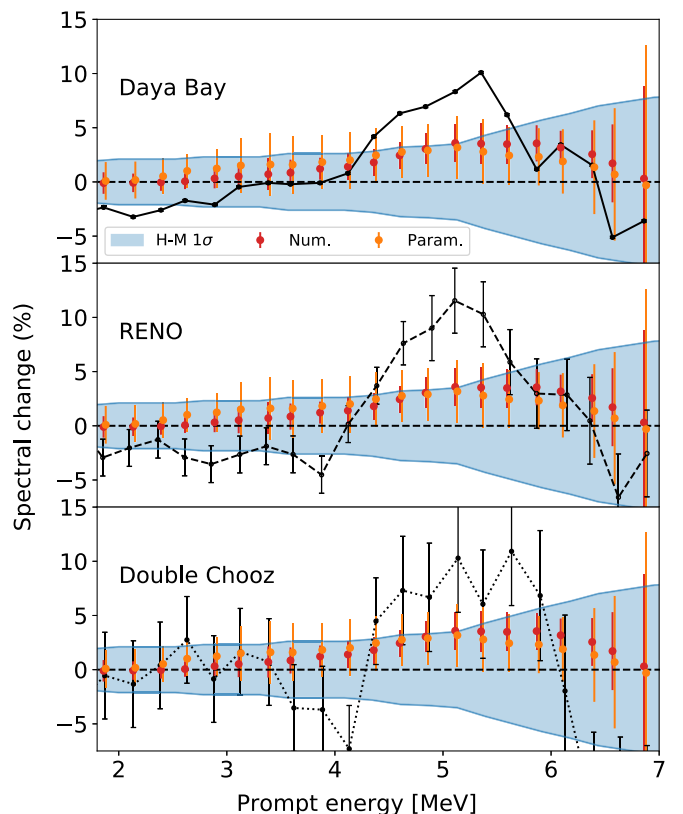 15
10
Daya Bay
5
0
−5
H-M 1σ Num. Param.
15
10
RENO
5
0
−5
Spectral change (%)
15
10
Double Chooz
5
0
−5
2 3 4 5 6 7
Prompt energy [MeV]